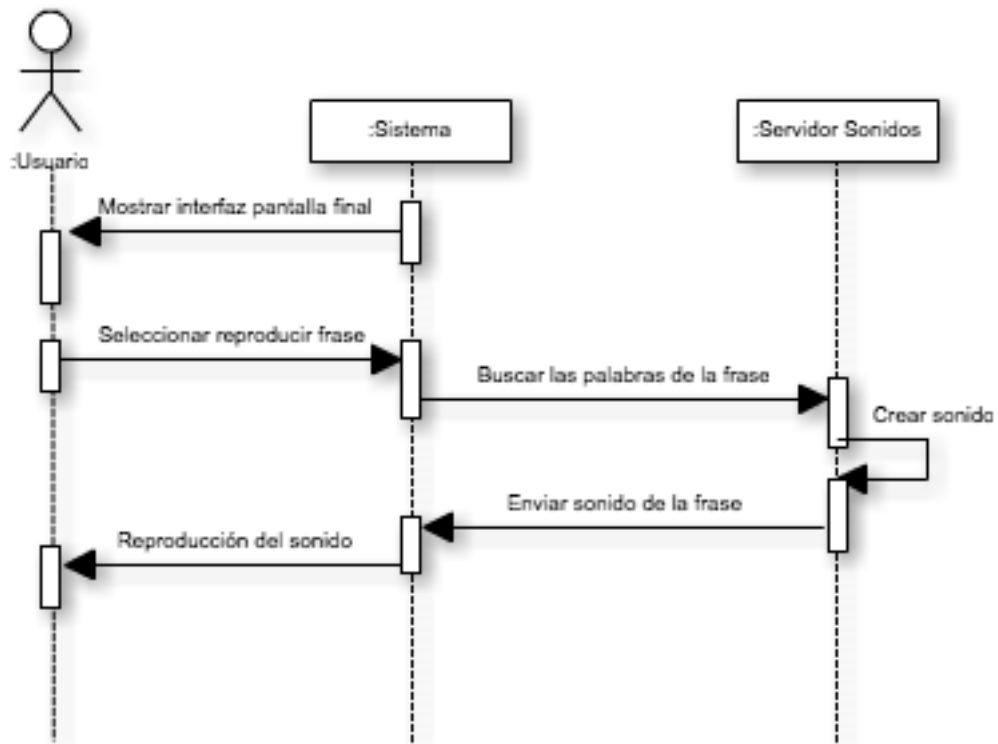 :Sistema
:Servidor Sonidos
:Usuario
Mostrar interfaz pantalla final
Seleccionar reproducir frase
Buscar las palabras de la frase
Crear sonido
Enviar sonido de la frase
Reproducción del sonido